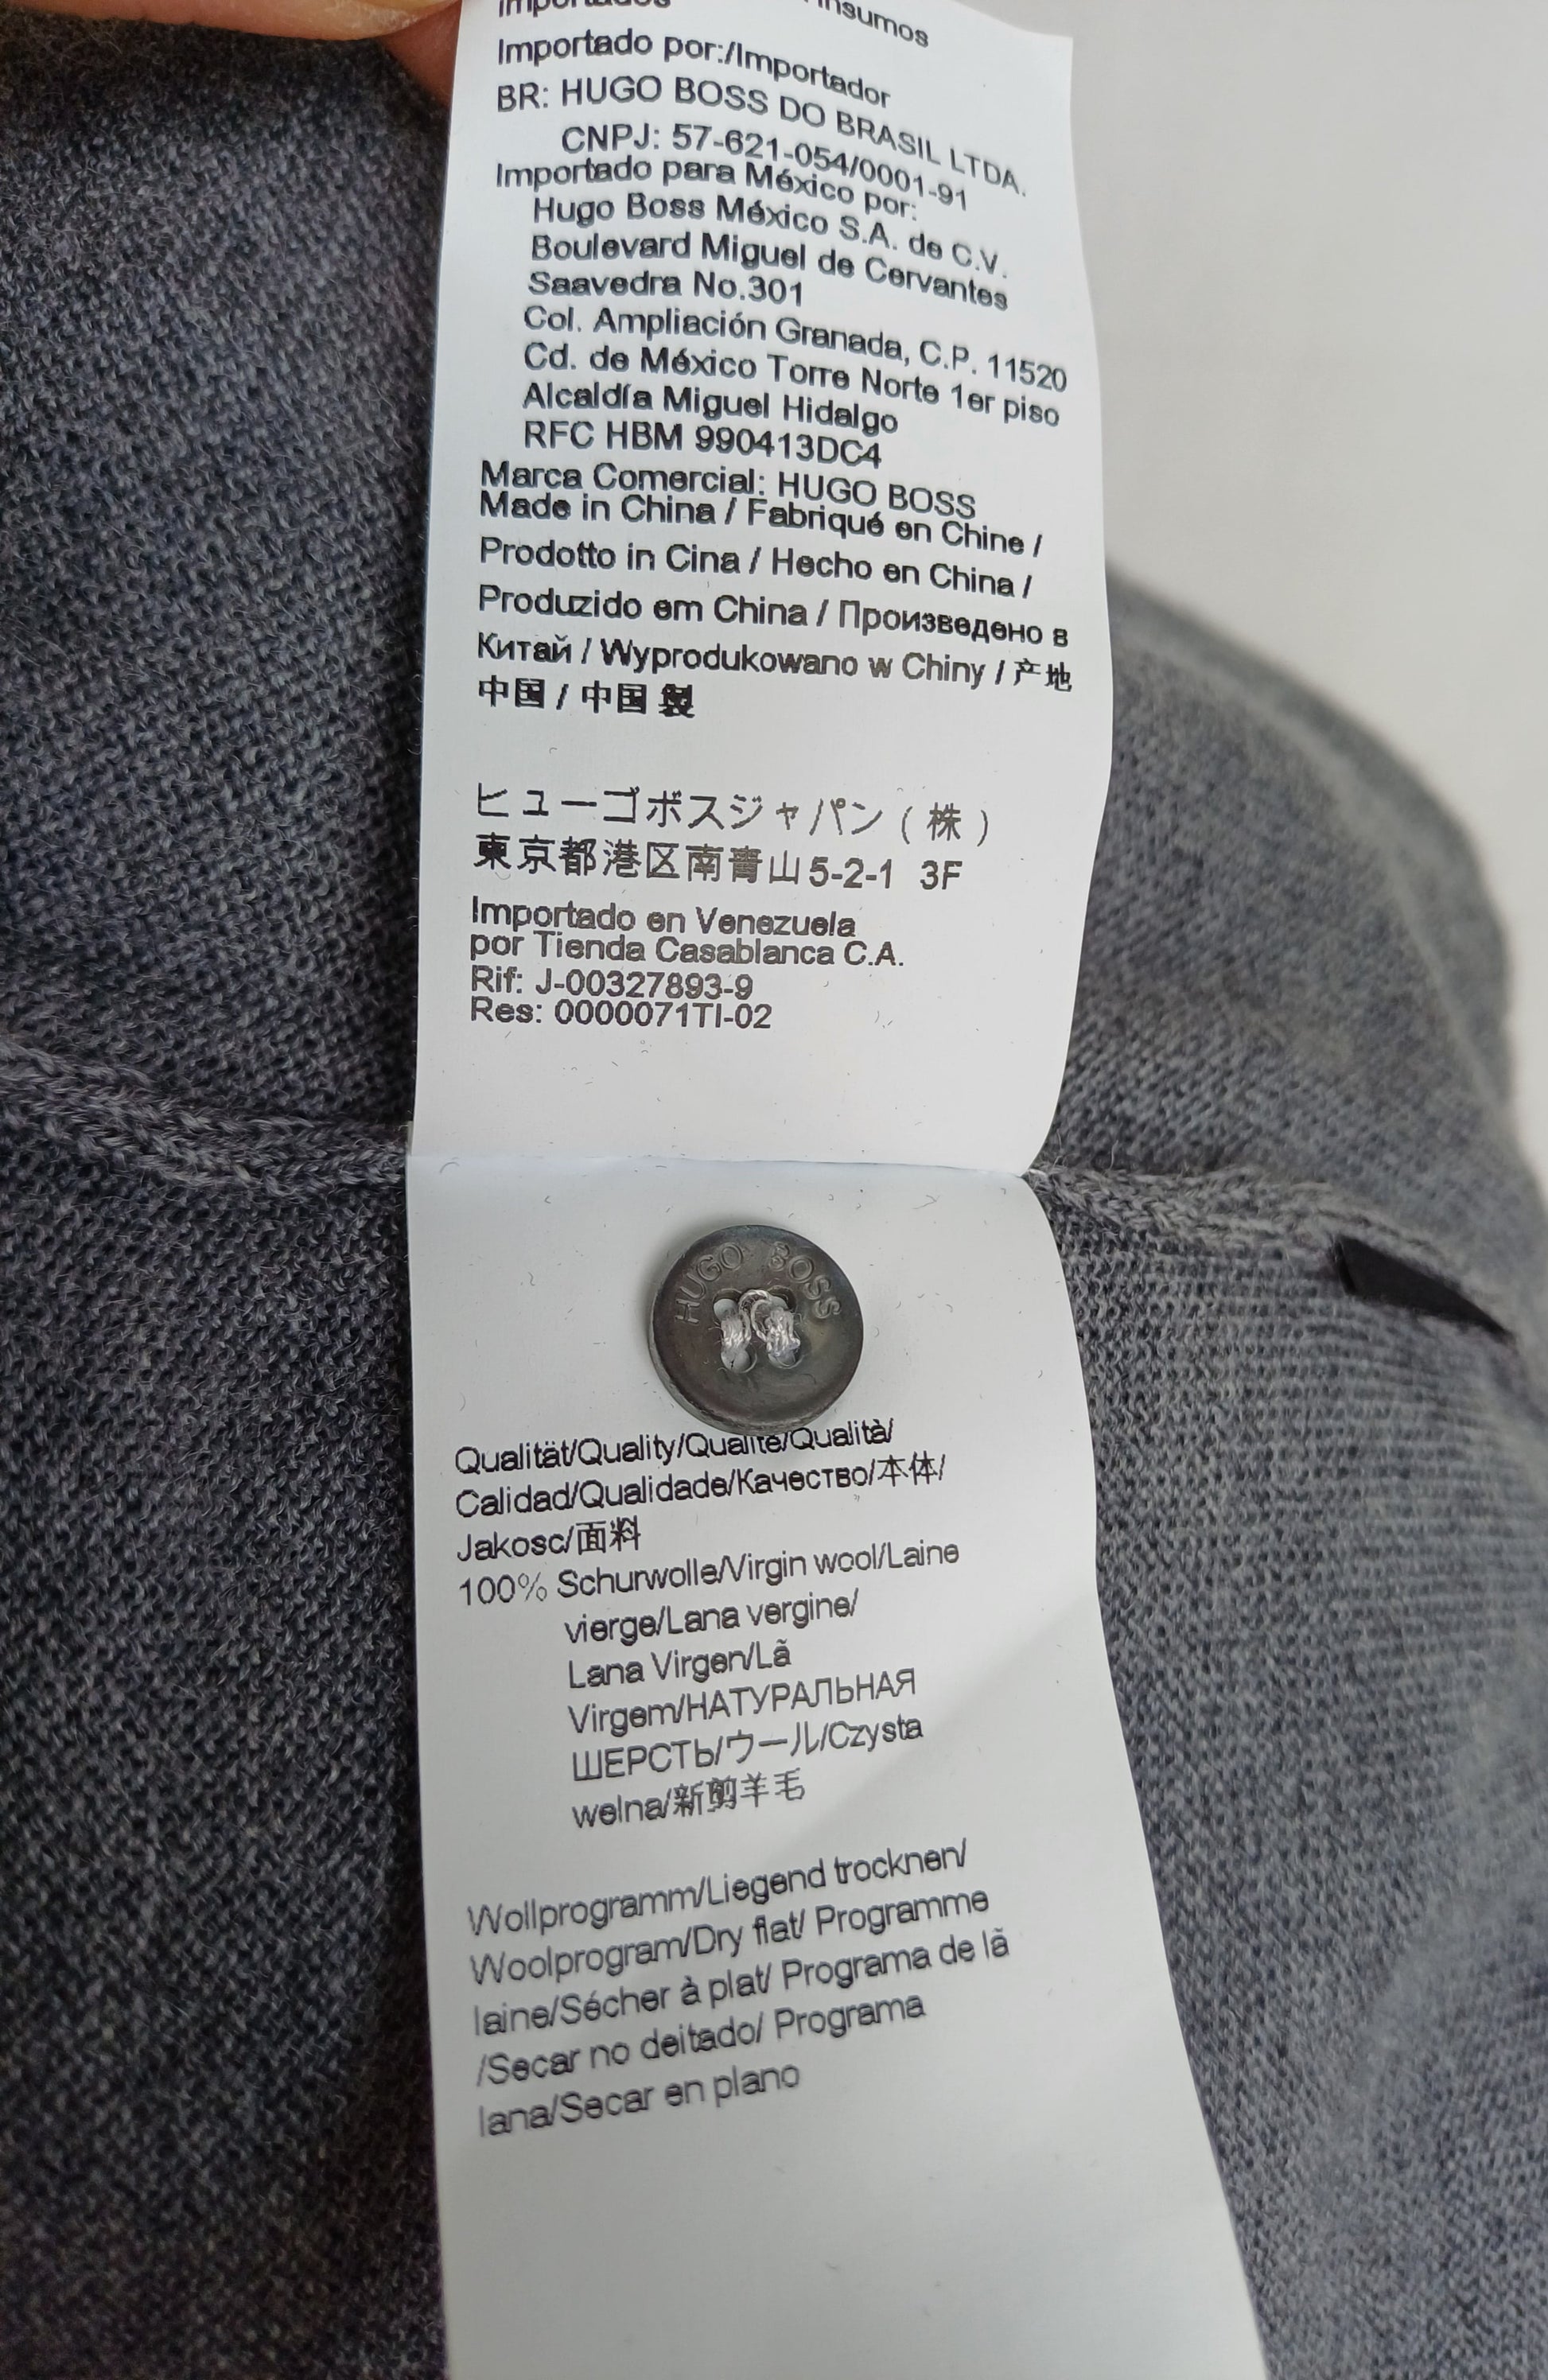 Importados
insumos
Importado por:/Importador
BR: HUGO BOSS DO BRASIL LTDA.
CNPJ: 57-621-054/0001-91
Importado para México por:
Hugo Boss México S.A. de C.V.
Boulevard Miguel de Cervantes
Saavedra No.301
Col. Ampliación Granada, C.P. 11520
Cd. de México Torre Norte 1er piso
Alcaldía Miguel Hidalgo
RFC HBM 990413DC4
Marca Comercial: HUGO BOSS
Made in China / Fabriqué en Chine /
Prodotto in Cina / Hecho en China /
Produzido em China / Произведено в
Китай / Wyprodukowano w Chiny / 产地
中国 / 中国 製
ヒューゴボスジャパン ( 株 )
東京都港区南青山5-2-1 3F
Importado en Venezuela
por Tienda Casablanca C.A.
Rif: J-00327893-9
Res: 0000071TI-02
HUGO BOSS
Qualität/Quality/Qualité/Qualità/
Calidad/Qualidade/Качество/本体/
Jakosc/面料
100% Schurwolle/Virgin wool/Laine
vierge/Lana vergine/
Lana Virgen/Lã
Virgem/НАТУРАЛЬНАЯ
ШЕРСТЬ/ウール/Czysta
welna/新剪羊毛
Wollprogramm/Liegend trocknen/
Woolprogram/Dry flat/ Programme
laine/Sécher à plat/ Programa de lã
/Secar no deitado/ Programa
lana/Secar en plano